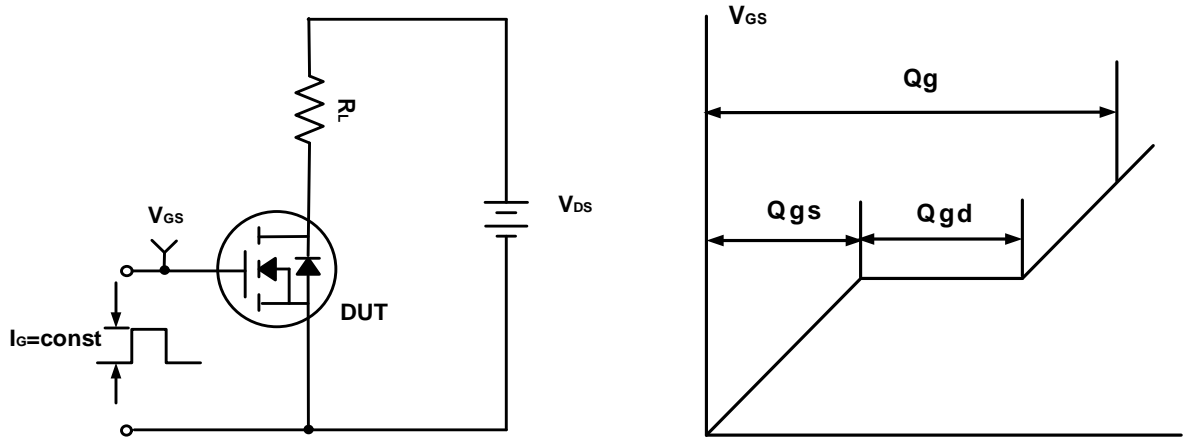 RL
VGS
VDS
DUT
IG=const
VGS
Qg
Qgs
Qgd